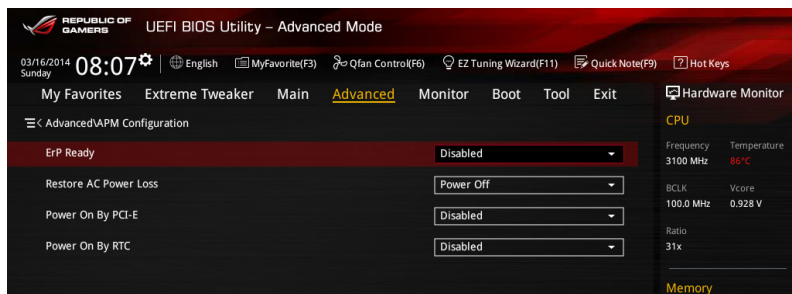 REPUBLIC OF
GAMERS
UEFI BIOS Utility – Advanced Mode
03/16/2014
Sunday
08:07
English
MyFavorite(F3)
Qfan Control(F6)
EZ Tuning Wizard(F11)
Quick Note(F9)
? Hot Keys
My Favorites Extreme Tweaker Main Advanced Monitor Boot Tool Exit
Hardware Monitor
< Advanced\APM Configuration
ErP Ready Disabled
Restore AC Power Loss Power Off
Power On By PCI-E Disabled
Power On By RTC Disabled
CPU
Frequency Temperature
3100 MHz 86°C
BCLK Vcore
100.0 MHz 0.928 V
Ratio
31x
Memory